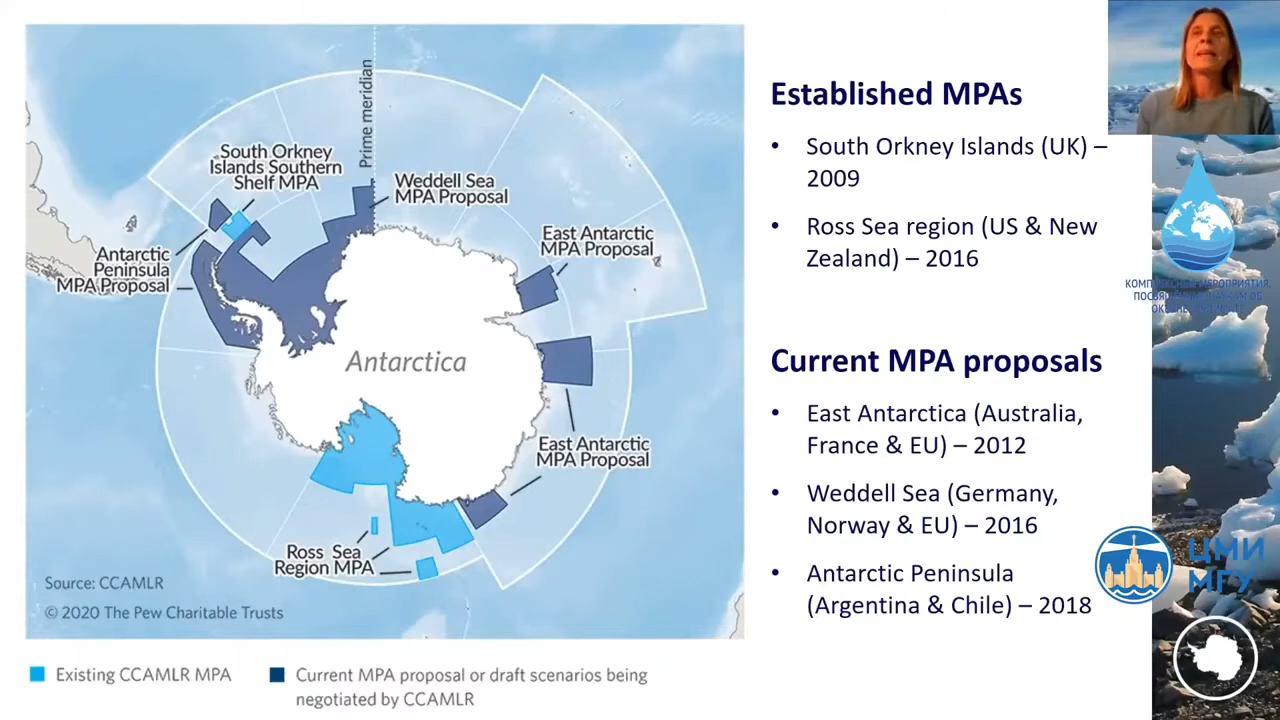 Prime meridian
South Orkney
Islands Southern
Shelf MPA
Weddell Sea
MPA Proposal
East Antarctic
MPA Proposal
Antarctic
Peninsula
MPA Proposal
Antarctica
East Antarctic
MPA Proposal
Ross Sea
Region MPA
Source: CCAMLR
© 2020 The Pew Charitable Trusts
Existing CCAMLR MPA
Current MPA proposal or draft scenarios being
negotiated by CCAMLR
Established MPAs
• South Orkney Islands (UK) –
2009
• Ross Sea region (US & New
Zealand) – 2016
Current MPA proposals
• East Antarctica (Australia,
France & EU) – 2012
• Weddell Sea (Germany,
Norway & EU) – 2016
• Antarctic Peninsula
(Argentina & Chile) – 2018
МЕРОПРИЯТИЯ,
ЦМИ
МГУ